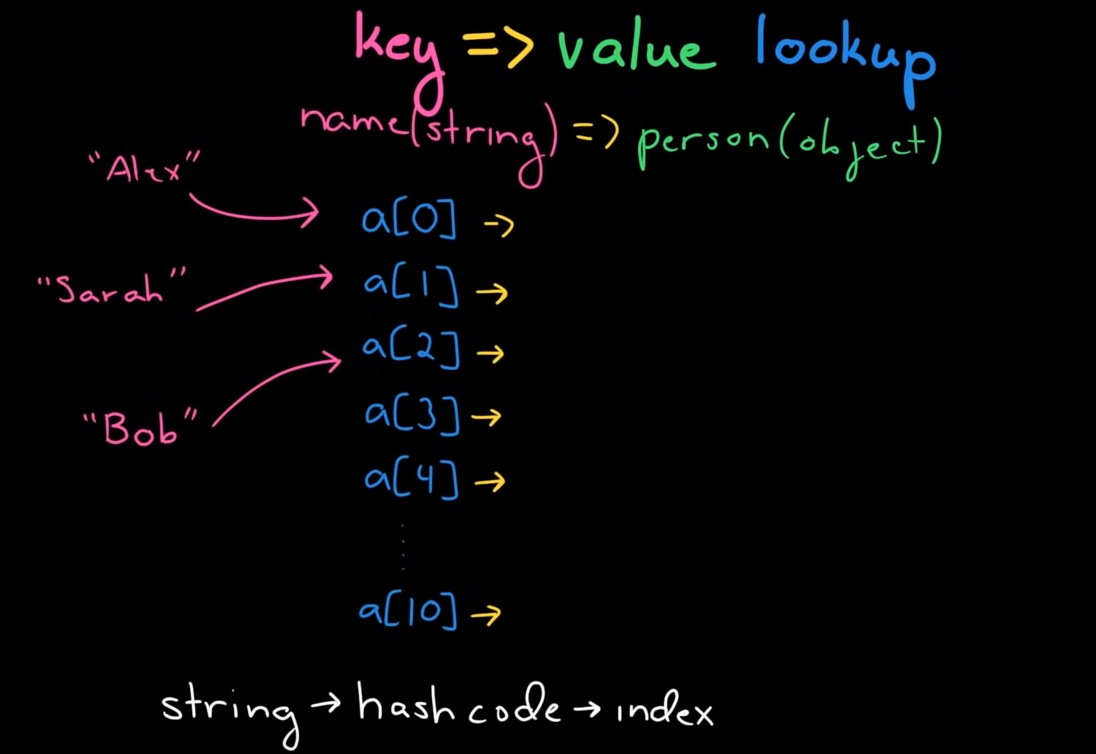 key => value lookup
name(string) => person(object)
"Alex"
a[0] ->
"Sarah"
a[1] →
a[2] →
"Bob"
a[3] →
a[4] →
a[10] →
string → hash code → index